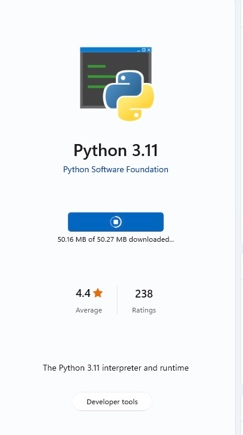 Python 3.11
Python Software Foundation
50.16 MB of 50.27 MB downloaded...
4.4
238
Average
Ratings
The Python 3.11 interpreter and runtime
Developer tools